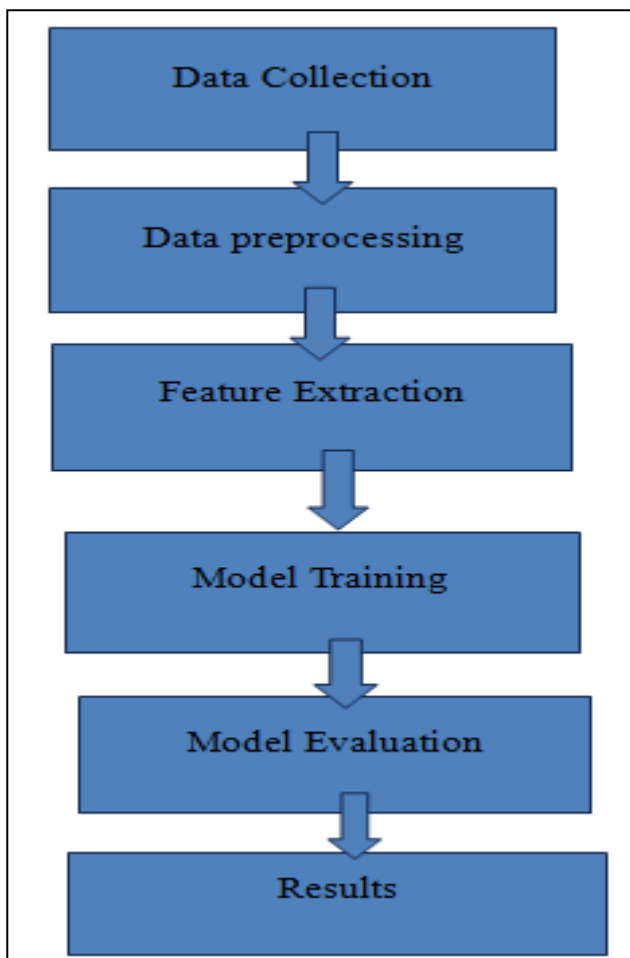 Data Collection
Data preprocessing
Feature Extraction
Model Training
Model Evaluation
Results